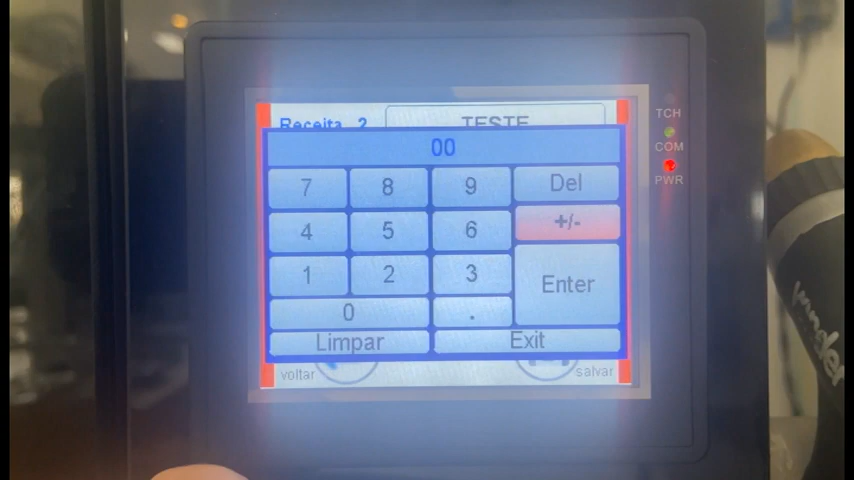 Receita 2 TESTE
00
7 8 9 Del
4 5 6 +/-
1 2 3 Enter
0 .
Limpar Exit
voltar salvar
TCH
COM
PWR